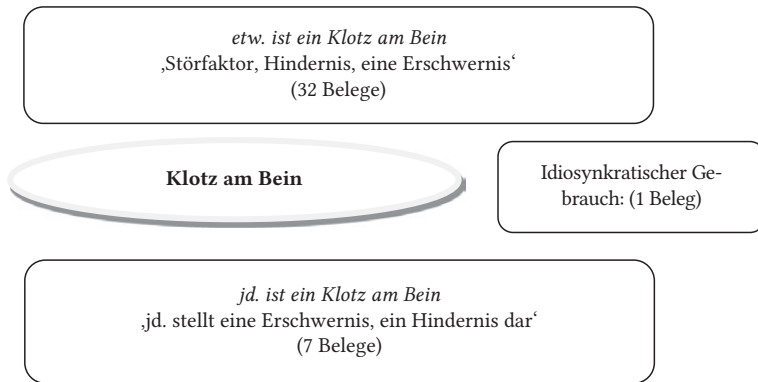 etw. ist ein Klotz am Bein
‚Störfaktor, Hindernis, eine Erschwernis‘
(32 Belege)
Klotz am Bein
Idiosynkratischer Ge-
brauch: (1 Beleg)
jd. ist ein Klotz am Bein
‚jd. stellt eine Erschwernis, ein Hindernis dar‘
(7 Belege)